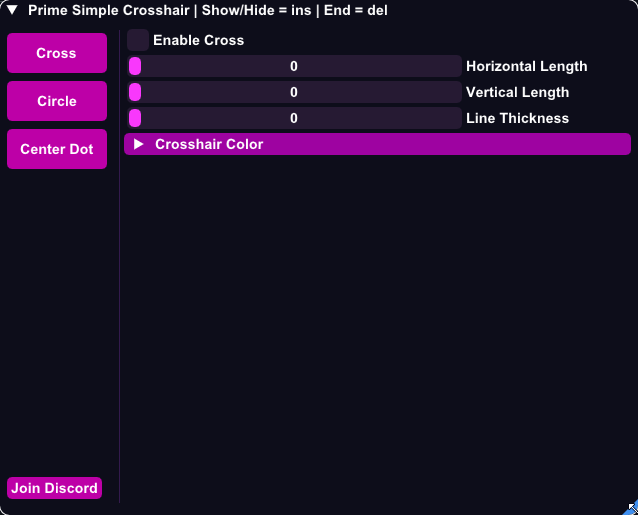 Prime Simple Crosshair | Show/Hide = ins | End = del
Cross
Circle
Center Dot
Enable Cross
0 Horizontal Length
0 Vertical Length
0 Line Thickness
Crosshair Color
Join Discord